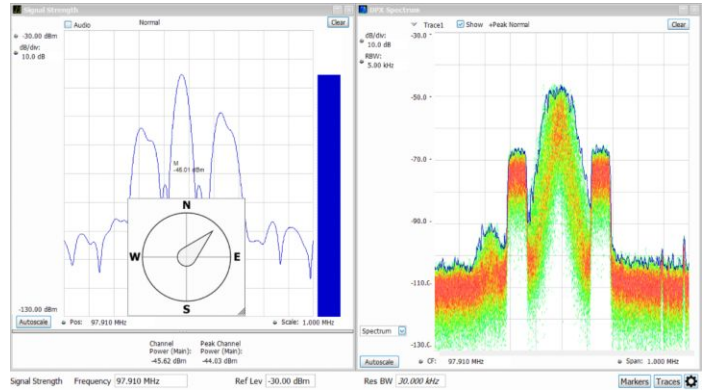 Signal Strength
Audio
Normal
Clear
-30.00 dBm
dB/div:
10.0 dB
M
-46.01 dBm
N
W
E
S
-130.00 dBm
Autoscale
Pos: 97.910 MHz
Scale: 1.000 MHz
Channel Power (Main):
-45.62 dBm
Peak Channel Power (Main):
-44.03 dBm
DPX Spectrum
Trace1
Show
+Peak Normal
Clear
dB/div:
10.0 dB
RBW:
5.00 kHz
-30.0
-50.0
-70.0
-90.0
-110.0
-130.0
Spectrum
Autoscale
CF: 97.910 MHz
Span: 1.000 MHz
Signal Strength
Frequency 97.910 MHz
Ref Lev -30.00 dBm
Res BW 30.000 kHz
Markers
Traces